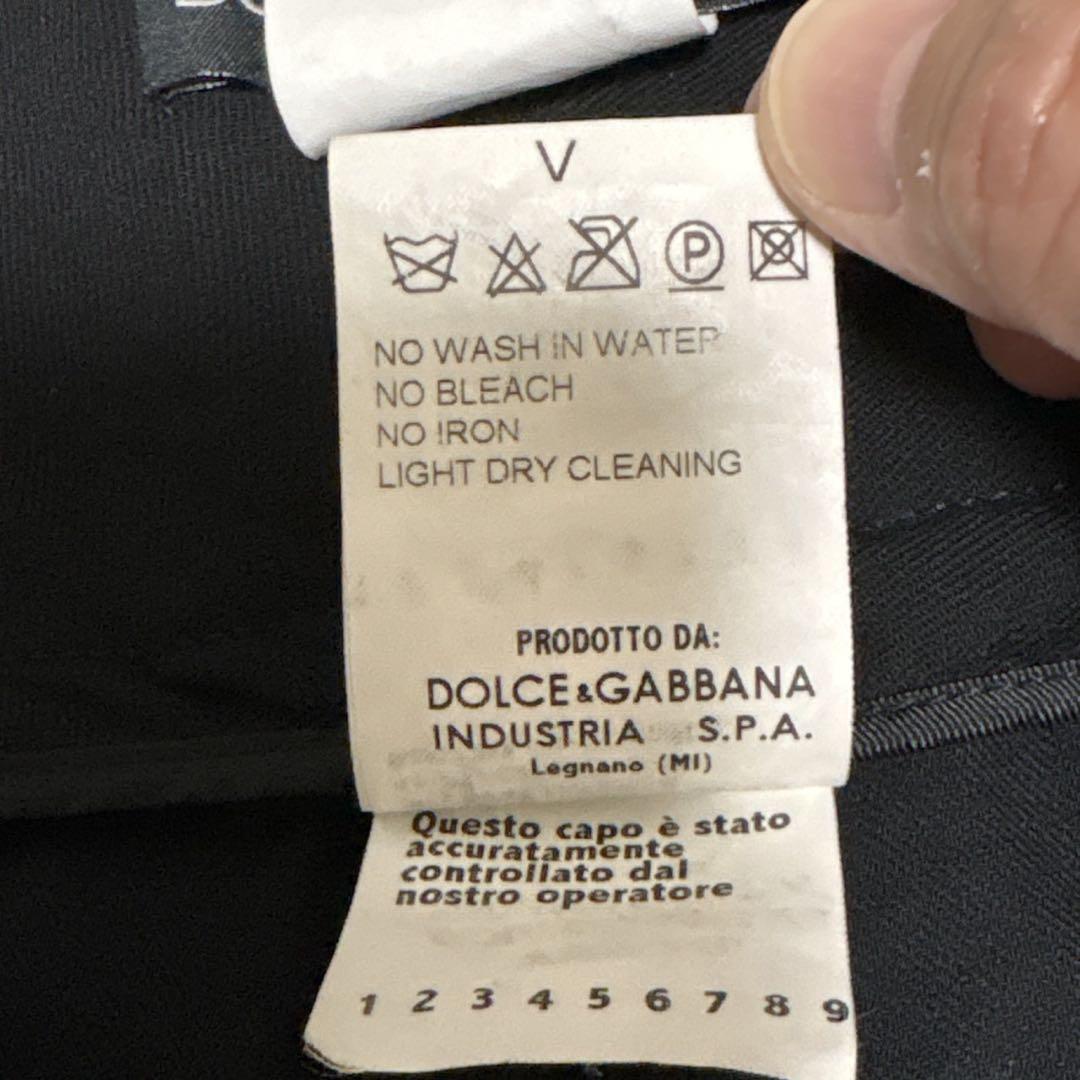 V
P
NO WASH IN WATER
NO BLEACH
NO IRON
LIGHT DRY CLEANING
PRODOTTO DA:
DOLCE&GABBANA
INDUSTRIA S.P.A.
Legnano (MI)
Questo capo è stato
accuratamente
controllato dal
nostro operatore
1 2 3 4 5 6 7 8 9